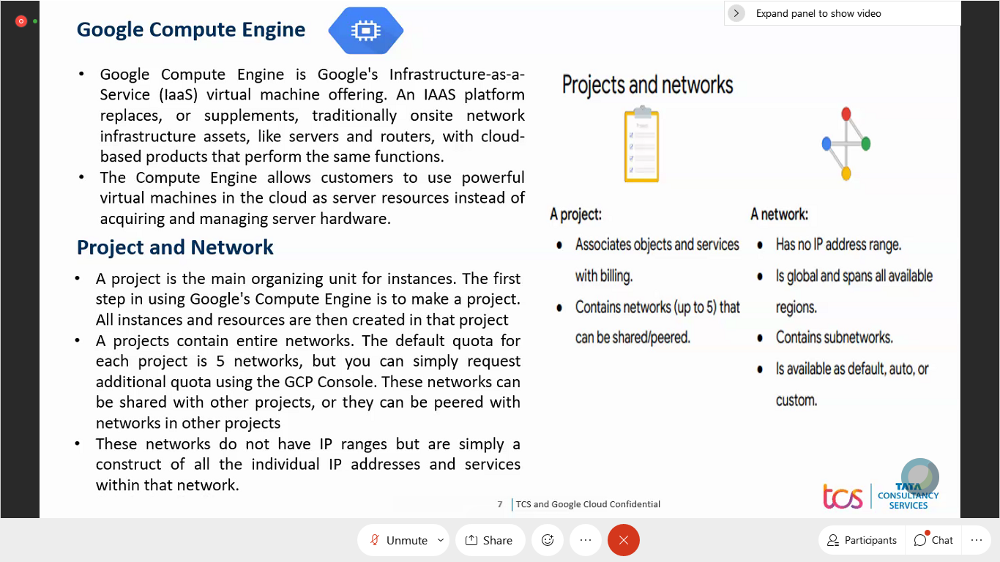 Expand panel to show video
Google Compute Engine
• Google Compute Engine is Google's Infrastructure-as-a-
Service (IaaS) virtual machine offering. An IAAS platform
replaces, or supplements, traditionally onsite network
infrastructure assets, like servers and routers, with cloud-
based products that perform the same functions.
• The Compute Engine allows customers to use powerful
virtual machines in the cloud as server resources instead of
acquiring and managing server hardware.
Project and Network
• A project is the main organizing unit for instances. The first
step in using Google's Compute Engine is to make a project.
All instances and resources are then created in that project
• A projects contain entire networks. The default quota for
each project is 5 networks, but you can simply request
additional quota using the GCP Console. These networks can
be shared with other projects, or they can be peered with
networks in other projects
• These networks do not have IP ranges but are simply a
construct of all the individual IP addresses and services
within that network.
Projects and networks
A project:
• Associates objects and services
with billing.
• Contains networks (up to 5) that
can be shared/peered.
A network:
• Has no IP address range.
• Is global and spans all available
regions.
• Contains subnetworks.
• Is available as default, auto, or
custom.
7 TCS and Google Cloud Confidential
tcs
TATA
CONSULTANCY
SERVICES
Unmute
Share
Participants
Chat